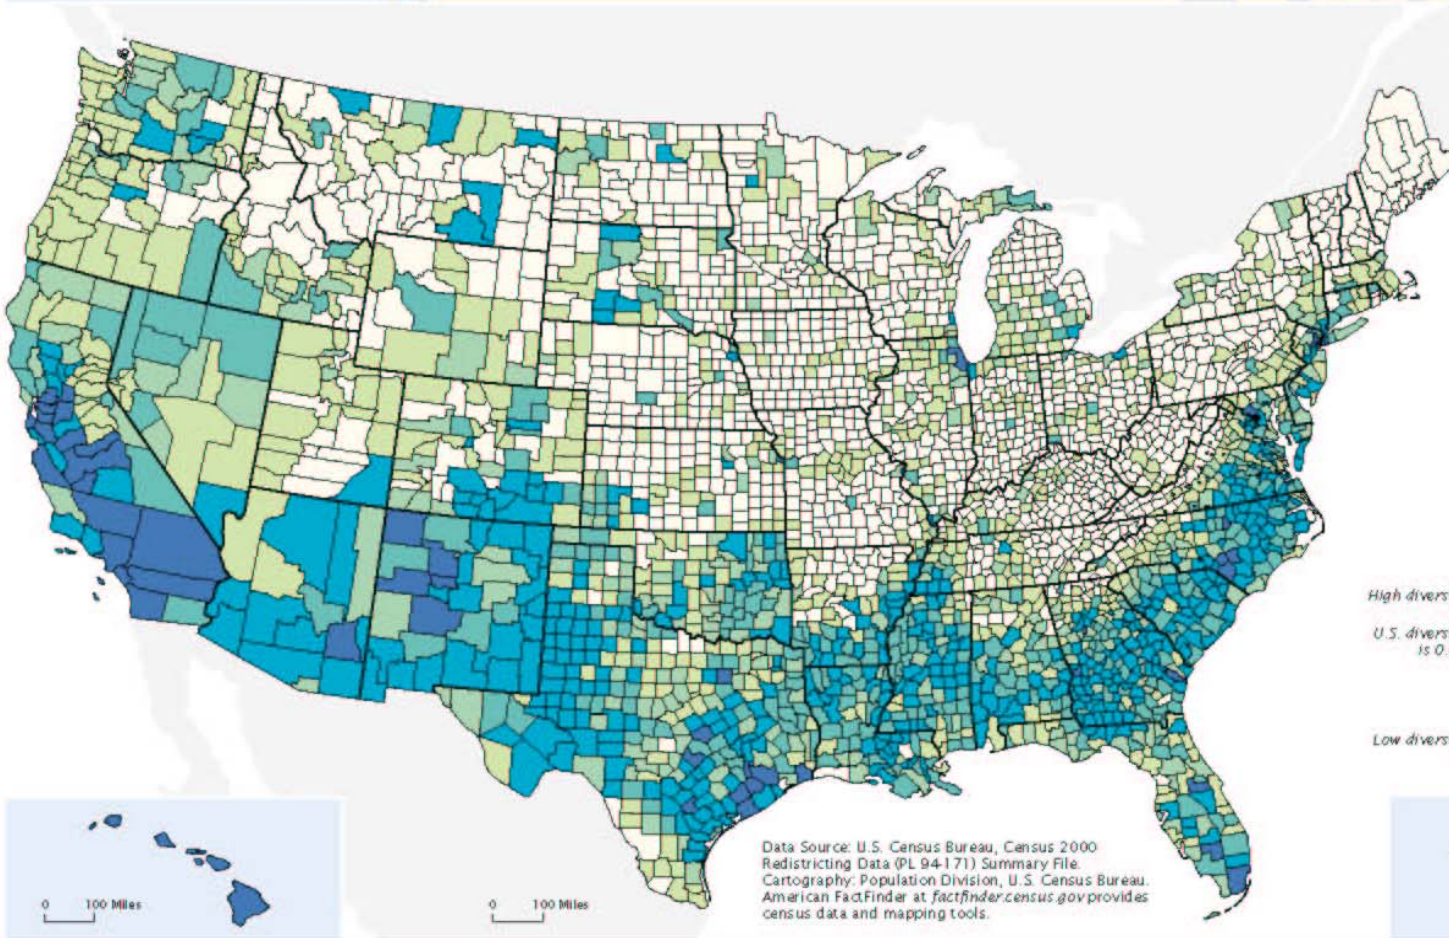 High divers
U.S. divers
is 0.
Low divers
Data Source: U.S. Census Bureau, Census 2000
Redistricting Data (PL 94-171) Summary File.
Cartography: Population Division, U.S. Census Bureau.
American FactFinder at factfinder.census.gov provides
census data and mapping tools.
0 100 Miles
0 100 Miles